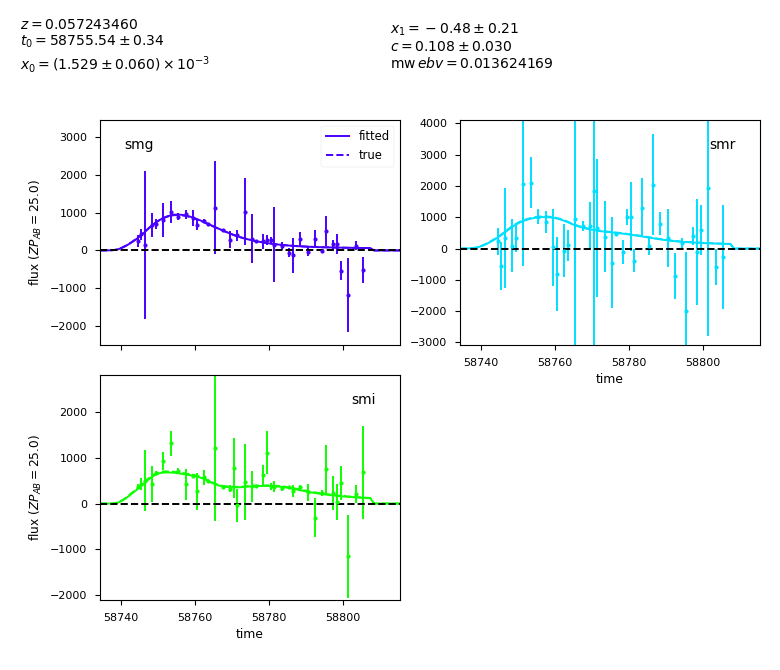 z = 0.057243460
t₀ = 58755.54 ± 0.34
x₀ = (1.529 ± 0.060) × 10⁻³
x₁ = −0.48 ± 0.21
c = 0.108 ± 0.030
mw ebv = 0.013624169
smg
fitted
true
3000
2000
1000
0
−1000
−2000
flux (ZP_AB = 25.0)
smr
4000
3000
2000
1000
0
−1000
−2000
−3000
58740 58760 58780 58800
time
smi
2000
1000
0
−1000
−2000
flux (ZP_AB = 25.0)
58740 58760 58780 58800
time